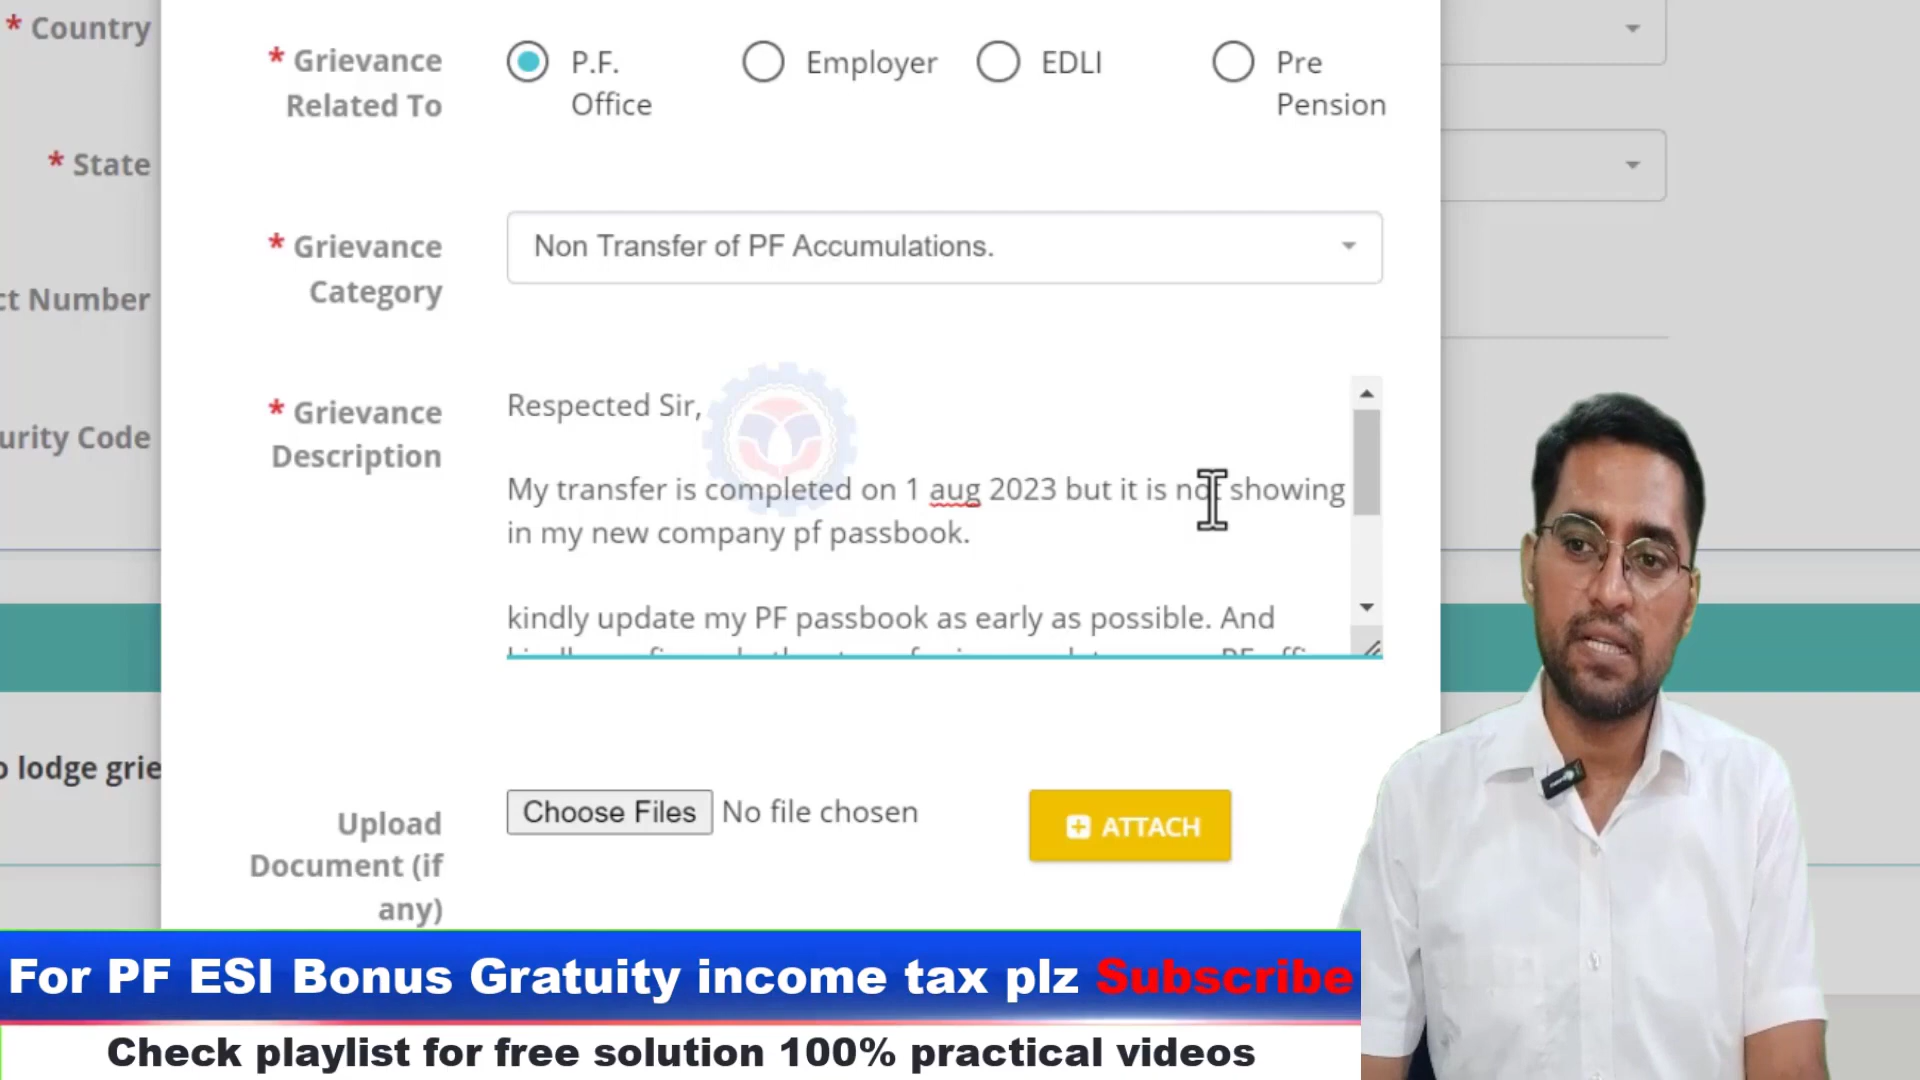 * Country
* Grievance Related To
P.F. Office
Employer
EDLI
Pre Pension
* State
* Grievance Category
Non Transfer of PF Accumulations.
ct Number
* Grievance Description
Respected Sir,
urity Code
My transfer is completed on 1 aug 2023 but it is not showing
in my new company pf passbook.
kindly update my PF passbook as early as possible. And
o lodge grie
Upload Document (if any)
Choose Files No file chosen
ATTACH
For PF ESI Bonus Gratuity income tax plz Subscribe
Check playlist for free solution 100% practical videos